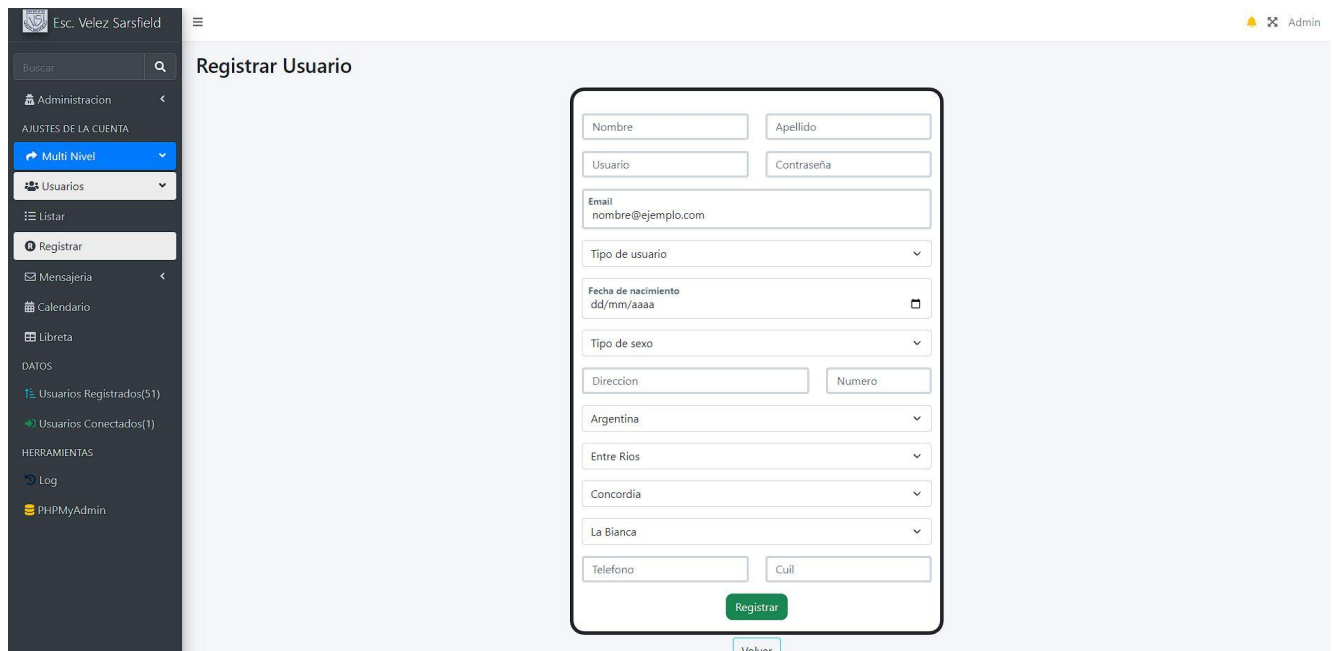 Esc. Velez Sarsfield
Admin
Buscar
Administracion
AJUSTES DE LA CUENTA
Multi Nivel
Usuarios
Listar
Registrar
Mensajeria
Calendario
Libreta
DATOS
Usuarios Registrados(51)
Usuarios Conectados(1)
HERRAMIENTAS
Log
PHPMyAdmin
Registrar Usuario
Nombre Apellido
Usuario Contraseña
Email
nombre@ejemplo.com
Tipo de usuario
Fecha de nacimiento
dd/mm/aaaa
Tipo de sexo
Direccion Numero
Argentina
Entre Rios
Concordia
La Bianca
Telefono Cuil
Registrar
Volver